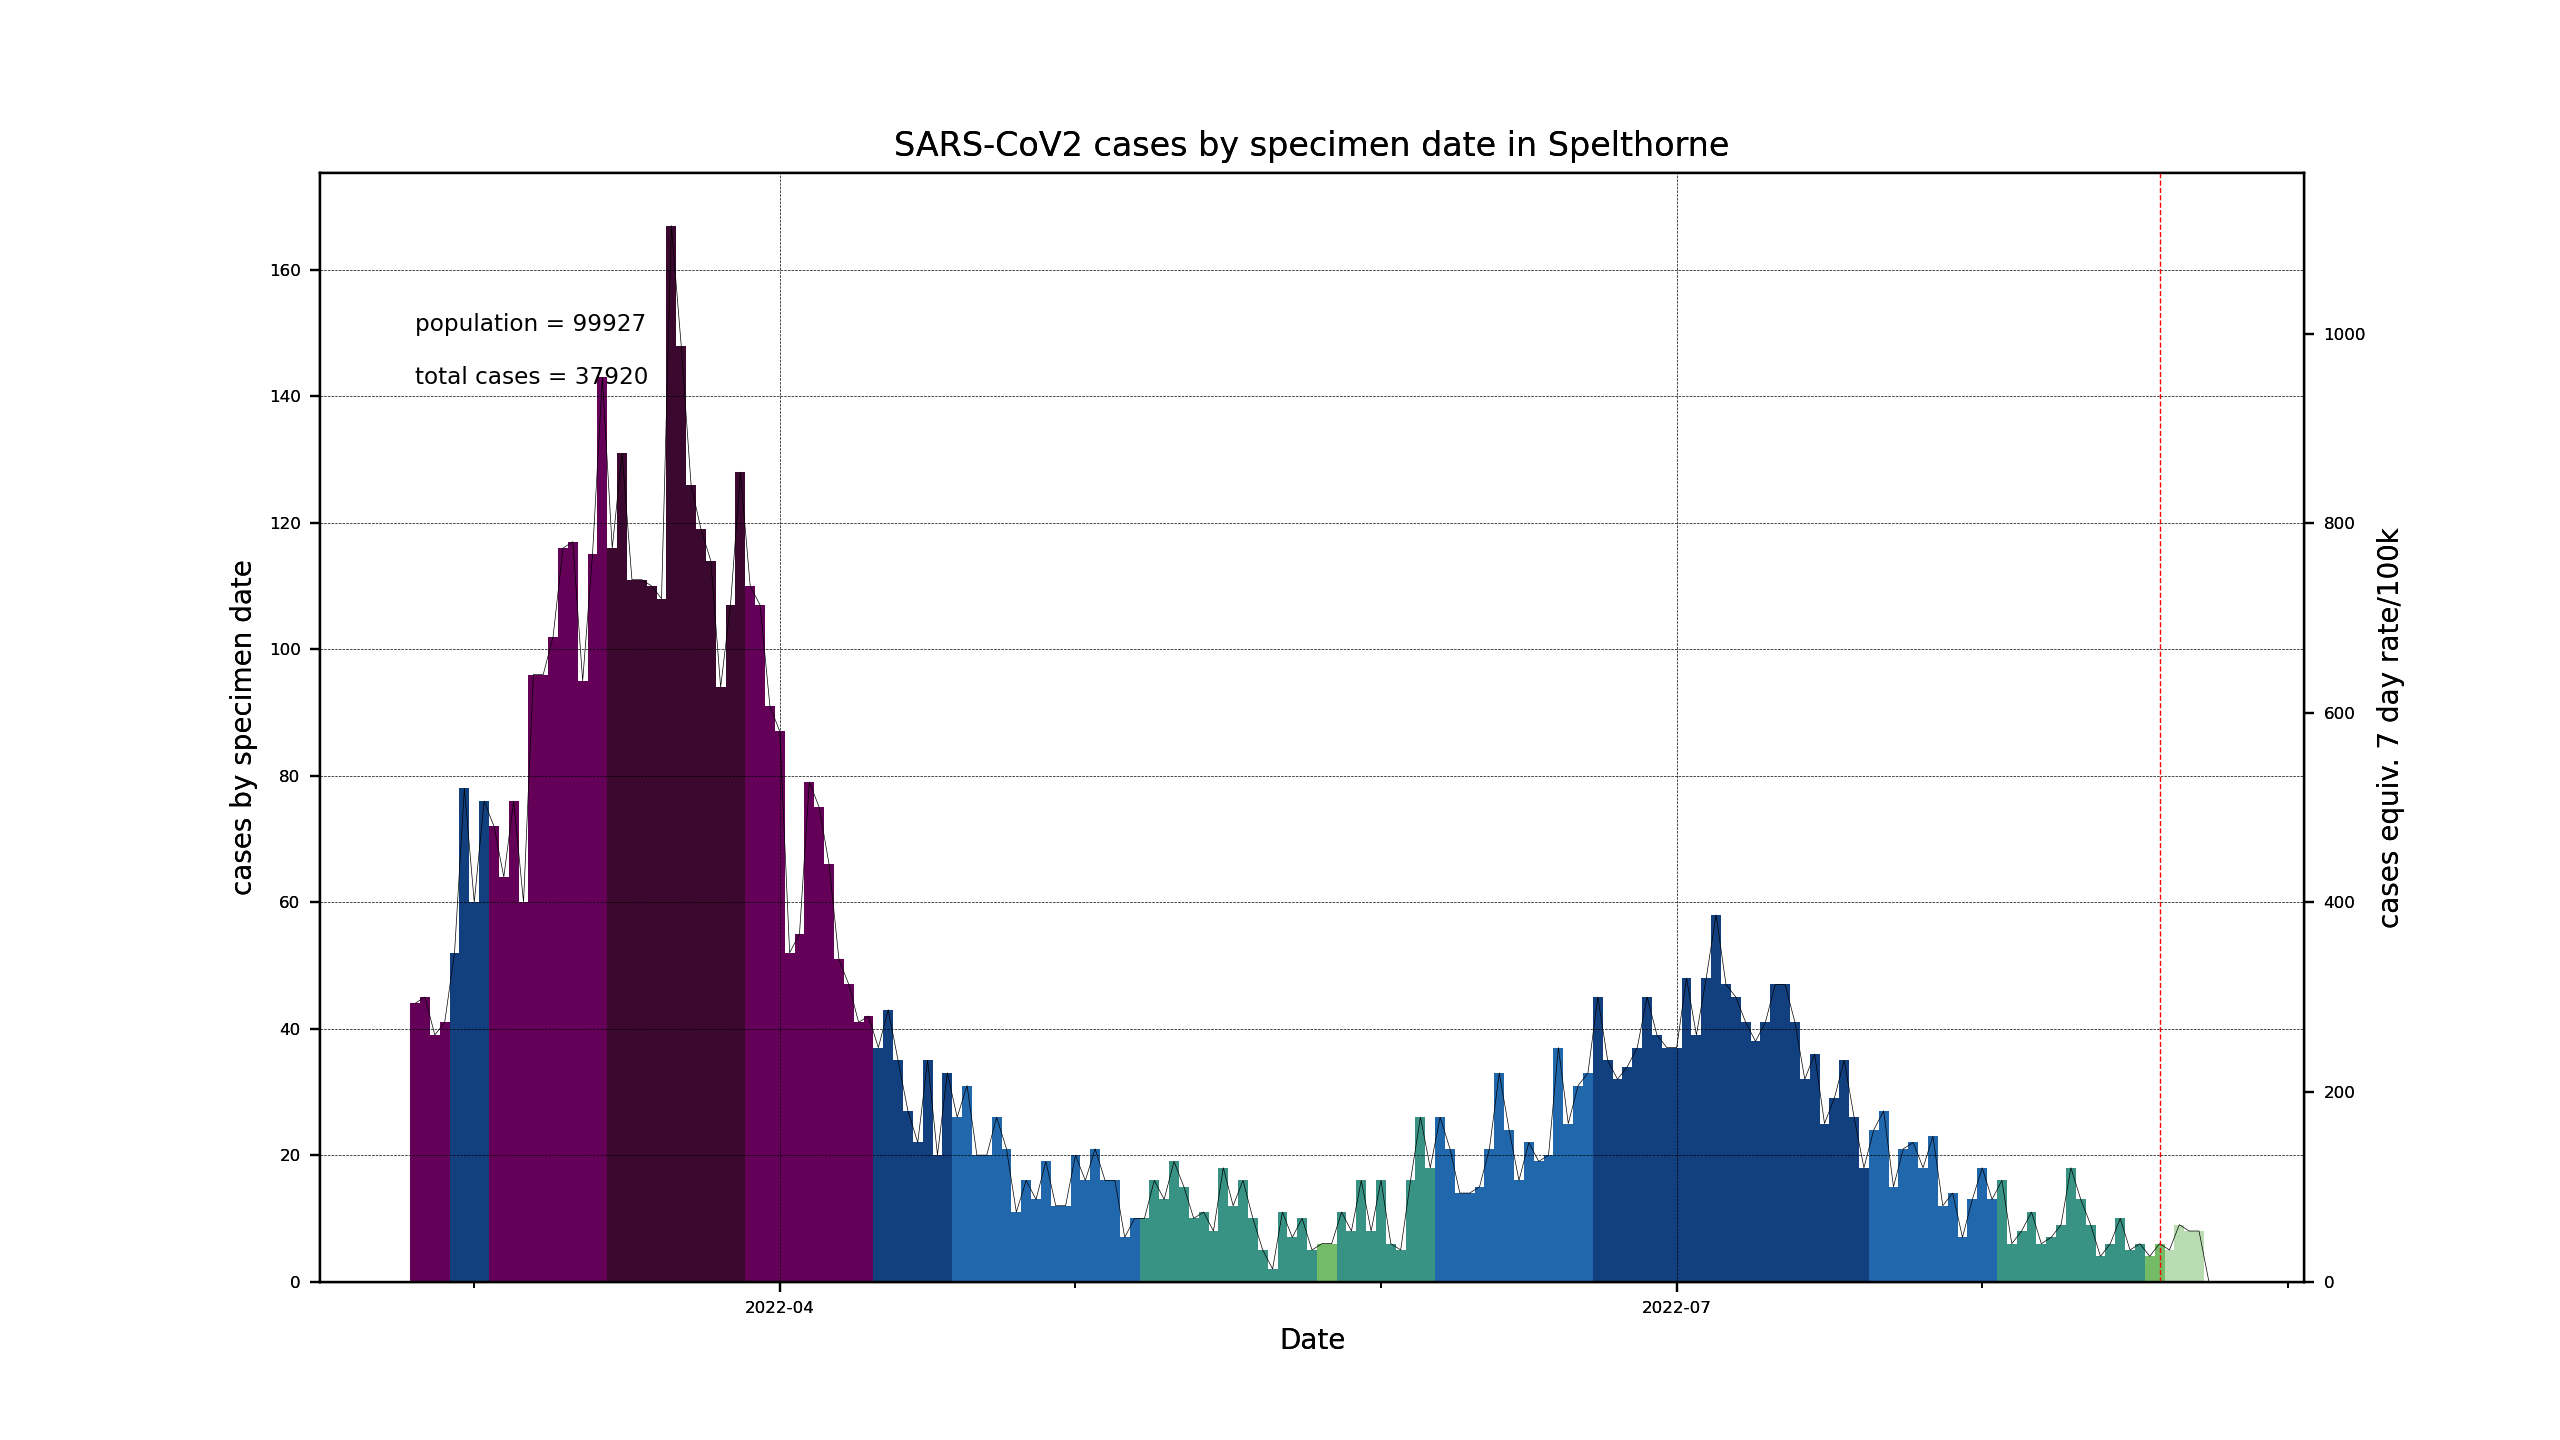 SARS-CoV2 cases by specimen date in Spelthorne
population = 99927
total cases = 37920
cases by specimen date
160
140
120
100
80
60
40
20
0
1000
800
600
400
200
0
cases equiv. 7 day rate/100k
2022-04
2022-07
Date